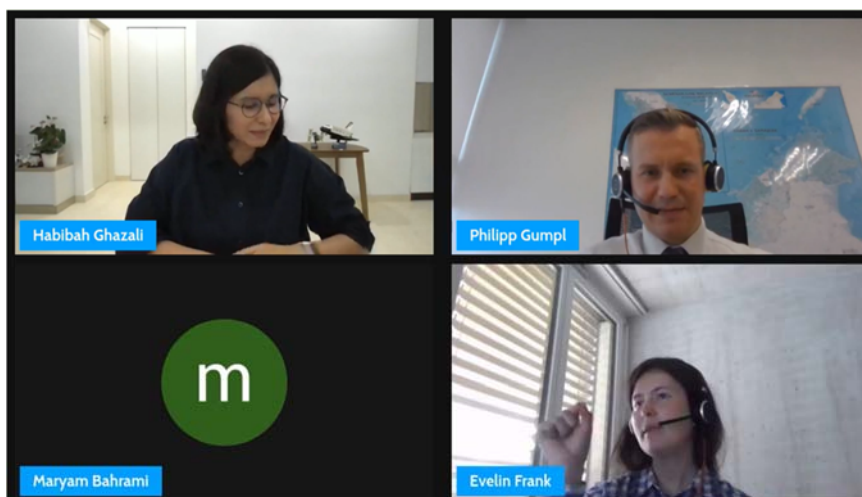 Habibah Ghazali
Philipp Gumpl
m
Maryam Bahrami
Evelin Frank